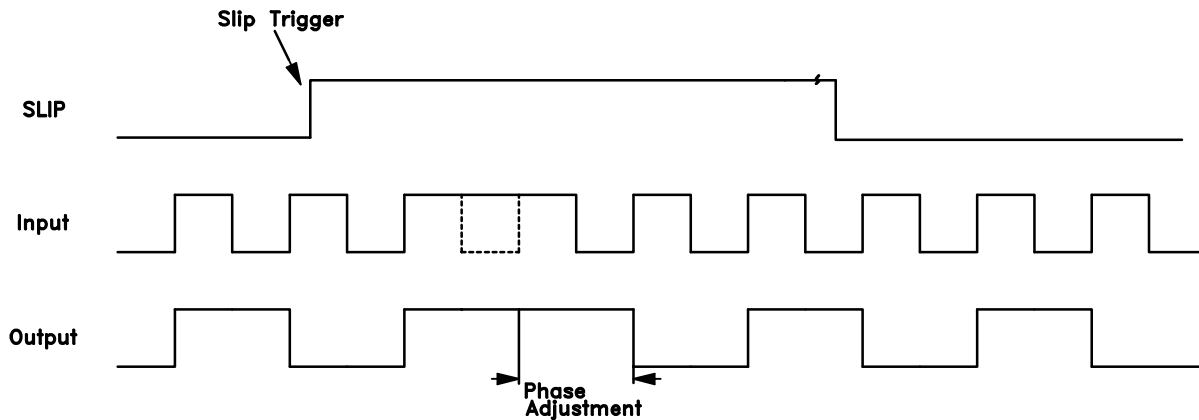 Slip Trigger
SLIP
Input
Output
Phase
Adjustment